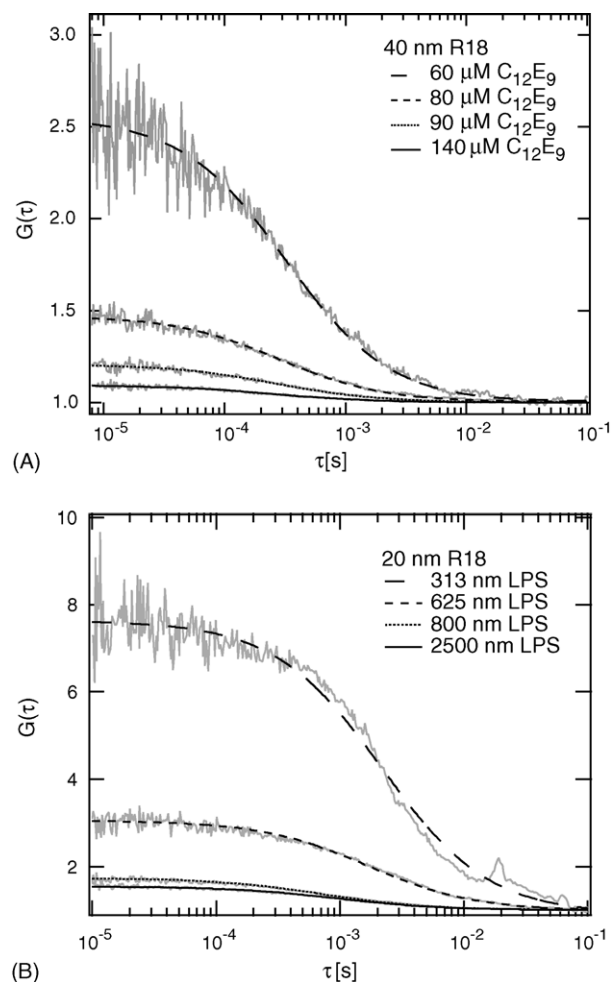 3.0
2.5
2.0
1.5
1.0
G(τ)
40 nm R18
60 μM C₁₂E₉
80 μM C₁₂E₉
90 μM C₁₂E₉
140 μM C₁₂E₉
10⁻⁵ 10⁻⁴ 10⁻³ 10⁻² 10⁻¹
τ[s]
(A)
10
8
6
4
2
G(τ)
20 nm R18
313 nm LPS
625 nm LPS
800 nm LPS
2500 nm LPS
10⁻⁵ 10⁻⁴ 10⁻³ 10⁻² 10⁻¹
τ[s]
(B)